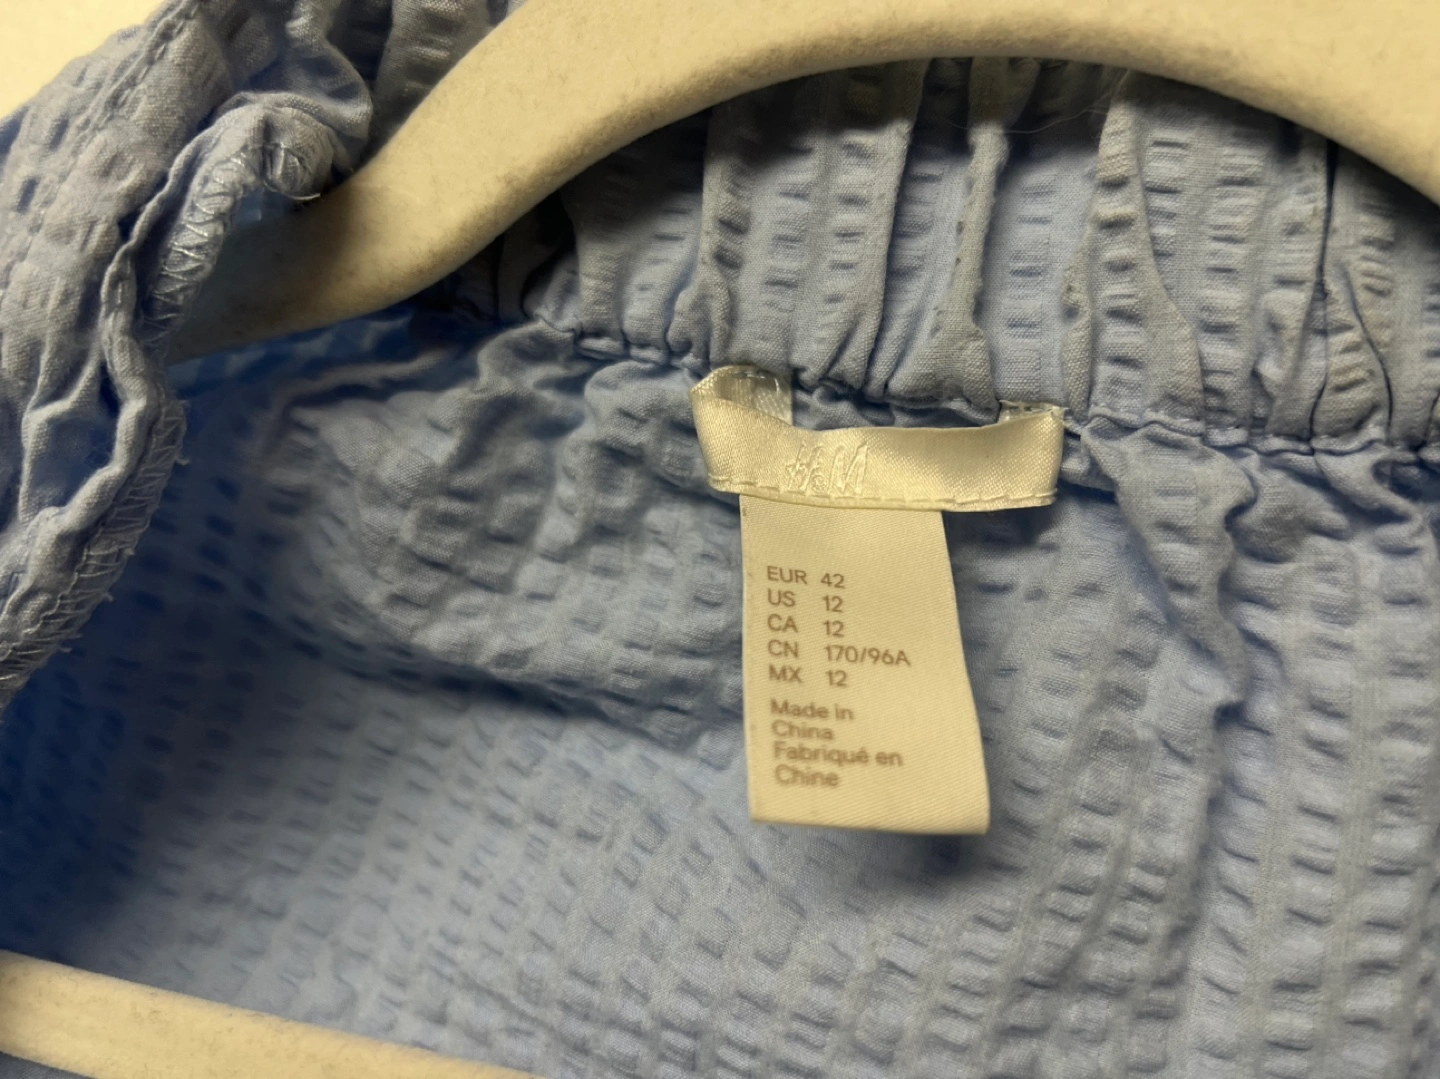 H&M
EUR 42
US 12
CA 12
CN 170/96A
MX 12
Made in
China
Fabriqué en
Chine